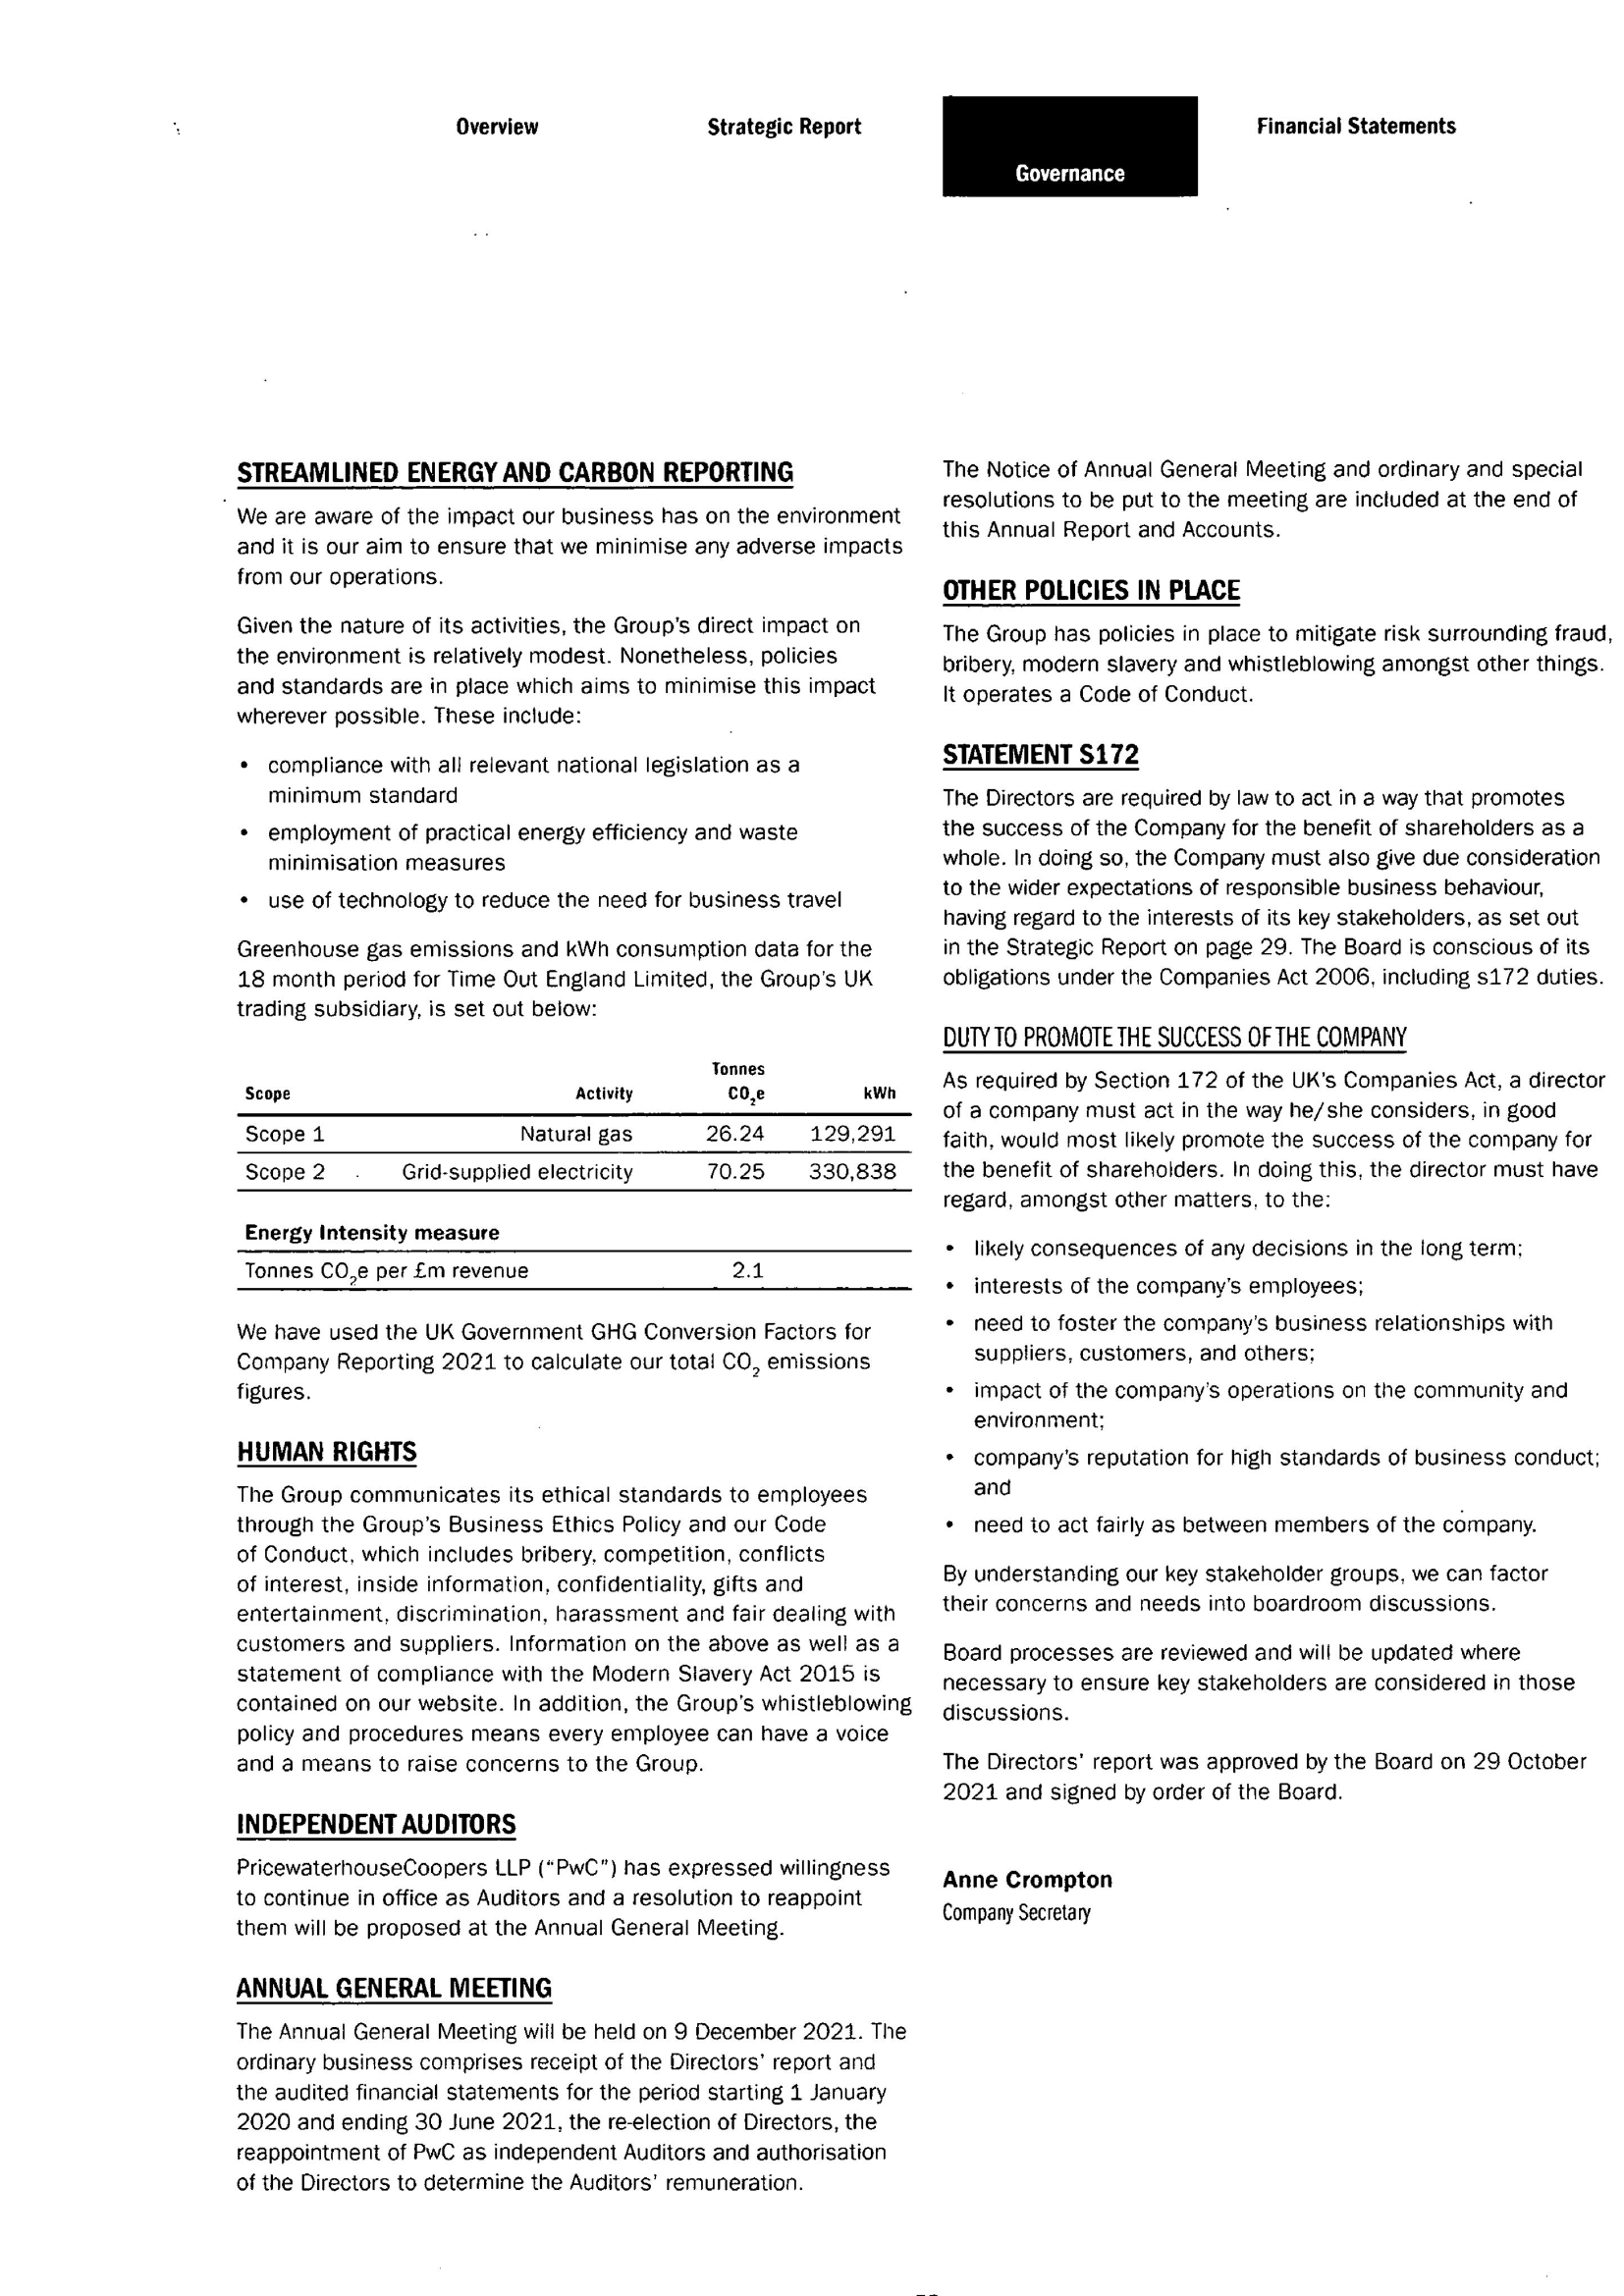 Overview
Strategic Report
Governance
Financial Statements
STREAMLINED ENERGY AND CARBON REPORTING
We are aware of the impact our business has on the environment
and it is our aim to ensure that we minimise any adverse impacts
from our operations.
Given the nature of its activities, the Group's direct impact on
the environment is relatively modest. Nonetheless, policies
and standards are in place which aims to minimise this impact
wherever possible. These include:
• compliance with all relevant national legislation as a
minimum standard
• employment of practical energy efficiency and waste
minimisation measures
• use of technology to reduce the need for business travel
Greenhouse gas emissions and kWh consumption data for the
18 month period for Time Out England Limited, the Group's UK
trading subsidiary, is set out below:
Tonnes
Scope Activity CO₂e kWh
Scope 1 Natural gas 26.24 129,291
Scope 2 Grid-supplied electricity 70.25 330,838
Energy Intensity measure
Tonnes CO₂e per £m revenue 2.1
We have used the UK Government GHG Conversion Factors for
Company Reporting 2021 to calculate our total CO₂ emissions
figures.
HUMAN RIGHTS
The Group communicates its ethical standards to employees
through the Group's Business Ethics Policy and our Code
of Conduct, which includes bribery, competition, conflicts
of interest, inside information, confidentiality, gifts and
entertainment, discrimination, harassment and fair dealing with
customers and suppliers. Information on the above as well as a
statement of compliance with the Modern Slavery Act 2015 is
contained on our website. In addition, the Group's whistleblowing
policy and procedures means every employee can have a voice
and a means to raise concerns to the Group.
INDEPENDENT AUDITORS
PricewaterhouseCoopers LLP ("PwC") has expressed willingness
to continue in office as Auditors and a resolution to reappoint
them will be proposed at the Annual General Meeting.
ANNUAL GENERAL MEETING
The Annual General Meeting will be held on 9 December 2021. The
ordinary business comprises receipt of the Directors' report and
the audited financial statements for the period starting 1 January
2020 and ending 30 June 2021, the re-election of Directors, the
reappointment of PwC as independent Auditors and authorisation
of the Directors to determine the Auditors' remuneration.
The Notice of Annual General Meeting and ordinary and special
resolutions to be put to the meeting are included at the end of
this Annual Report and Accounts.
OTHER POLICIES IN PLACE
The Group has policies in place to mitigate risk surrounding fraud,
bribery, modern slavery and whistleblowing amongst other things.
It operates a Code of Conduct.
STATEMENT S172
The Directors are required by law to act in a way that promotes
the success of the Company for the benefit of shareholders as a
whole. In doing so, the Company must also give due consideration
to the wider expectations of responsible business behaviour,
having regard to the interests of its key stakeholders, as set out
in the Strategic Report on page 29. The Board is conscious of its
obligations under the Companies Act 2006, including s172 duties.
DUTY TO PROMOTE THE SUCCESS OF THE COMPANY
As required by Section 172 of the UK's Companies Act, a director
of a company must act in the way he/she considers, in good
faith, would most likely promote the success of the company for
the benefit of shareholders. In doing this, the director must have
regard, amongst other matters, to the:
• likely consequences of any decisions in the long term;
• interests of the company's employees;
• need to foster the company's business relationships with
suppliers, customers, and others;
• impact of the company's operations on the community and
environment;
• company's reputation for high standards of business conduct;
and
• need to act fairly as between members of the company.
By understanding our key stakeholder groups, we can factor
their concerns and needs into boardroom discussions.
Board processes are reviewed and will be updated where
necessary to ensure key stakeholders are considered in those
discussions.
The Directors' report was approved by the Board on 29 October
2021 and signed by order of the Board.
Anne Crompton
Company Secretary